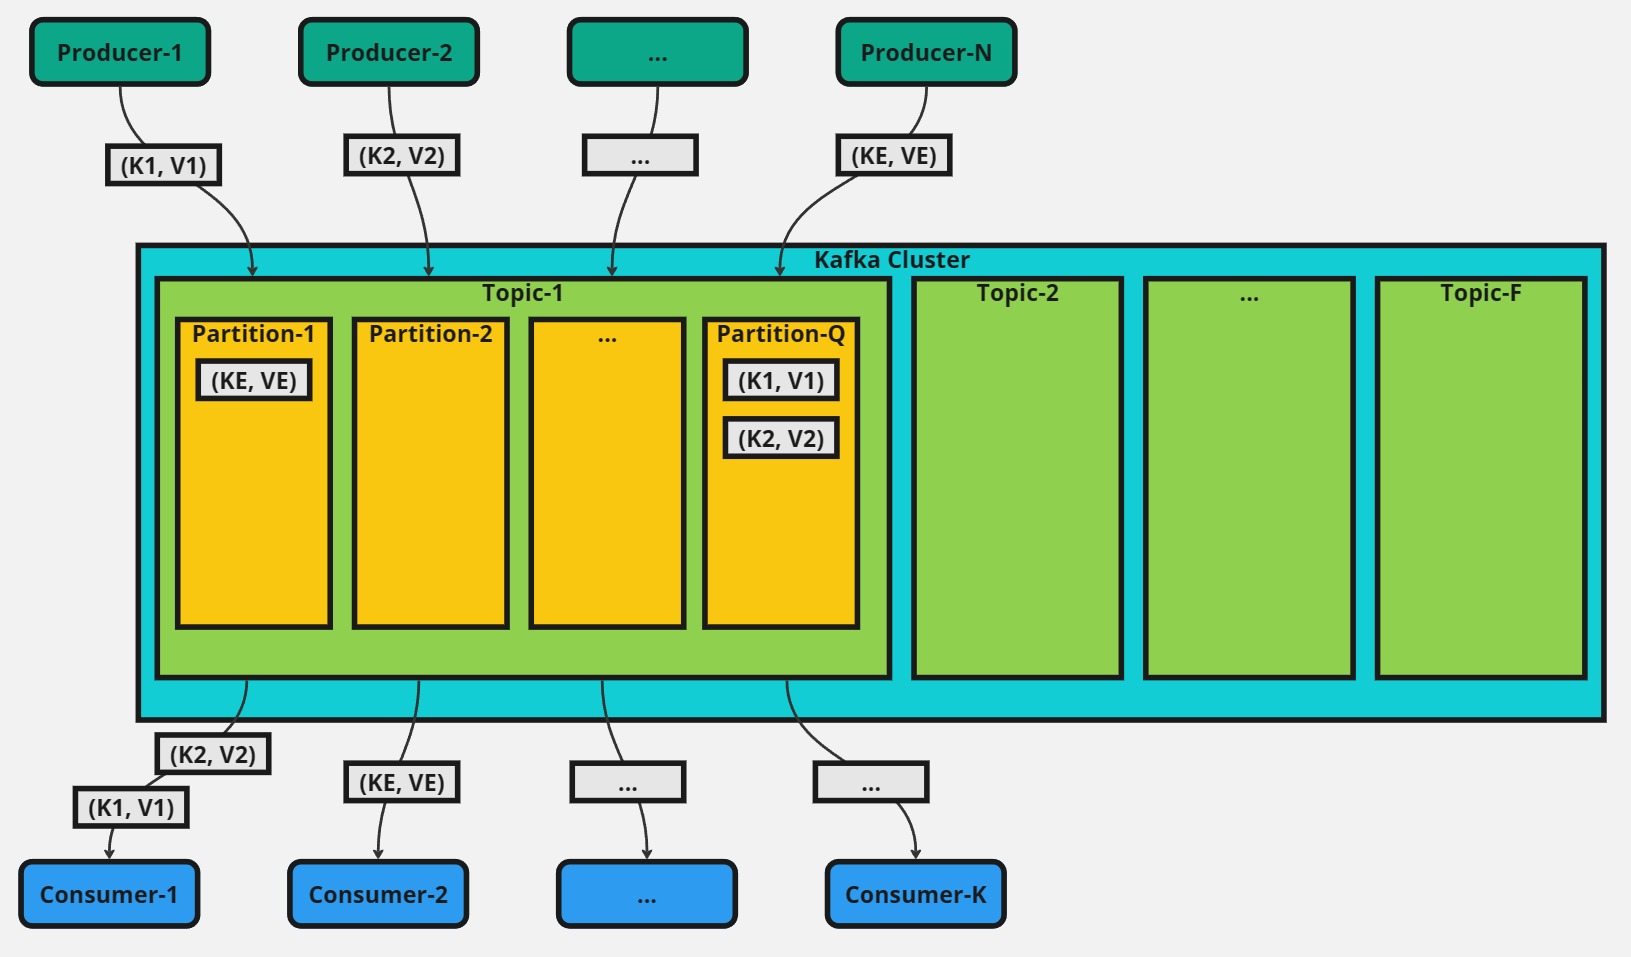 Producer-1
Producer-2
...
Producer-N
(K1, V1)
(K2, V2)
...
(KE, VE)
Kafka Cluster
Topic-1
Topic-2
...
Topic-F
Partition-1
Partition-2
...
Partition-Q
(KE, VE)
(K1, V1)
(K2, V2)
(K2, V2)
(K1, V1)
(KE, VE)
...
...
Consumer-1
Consumer-2
...
Consumer-K